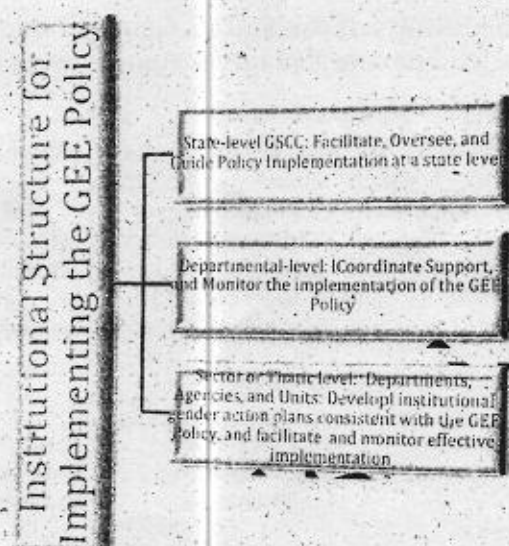 Institutional Structure for
Implementing the GEE Policy
State-level GSCC: Facilitate, Oversee, and
Guide Policy Implementation at a state level
Departmental-level: lCoordinate Support,
and Monitor the implementation of the GEE
Policy
Sector or Thatic level: Departments,
Agencies, and Units: Developl institutional
gender action plans consistent with the GEE
Policy, and facilitate and monitor effective
implementation